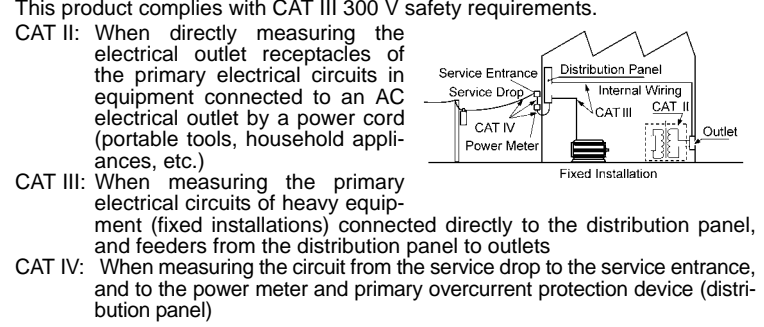 This product complies with CAT III 300 V safety requirements.
CAT II: When directly measuring the
electrical outlet receptacles of
the primary electrical circuits in
equipment connected to an AC
electrical outlet by a power cord
(portable tools, household appli-
ances, etc.)
Service Entrance
Distribution Panel
Service Drop
Internal Wiring
CAT III
CAT II
CAT IV
Outlet
Power Meter
Fixed Installation
CAT III: When measuring the primary
electrical circuits of heavy equip-
ment (fixed installations) connected directly to the distribution panel,
and feeders from the distribution panel to outlets
CAT IV: When measuring the circuit from the service drop to the service entrance,
and to the power meter and primary overcurrent protection device (distri-
bution panel)